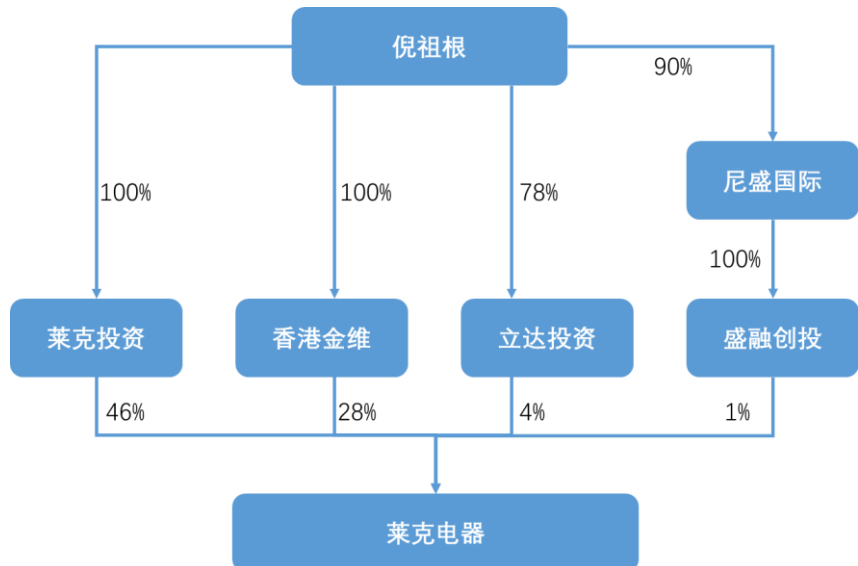 倪祖根
90%
尼盛国际
100%
100%
78%
100%
莱克投资
香港金维
立达投资
盛融创投
46%
28%
4%
1%
莱克电器